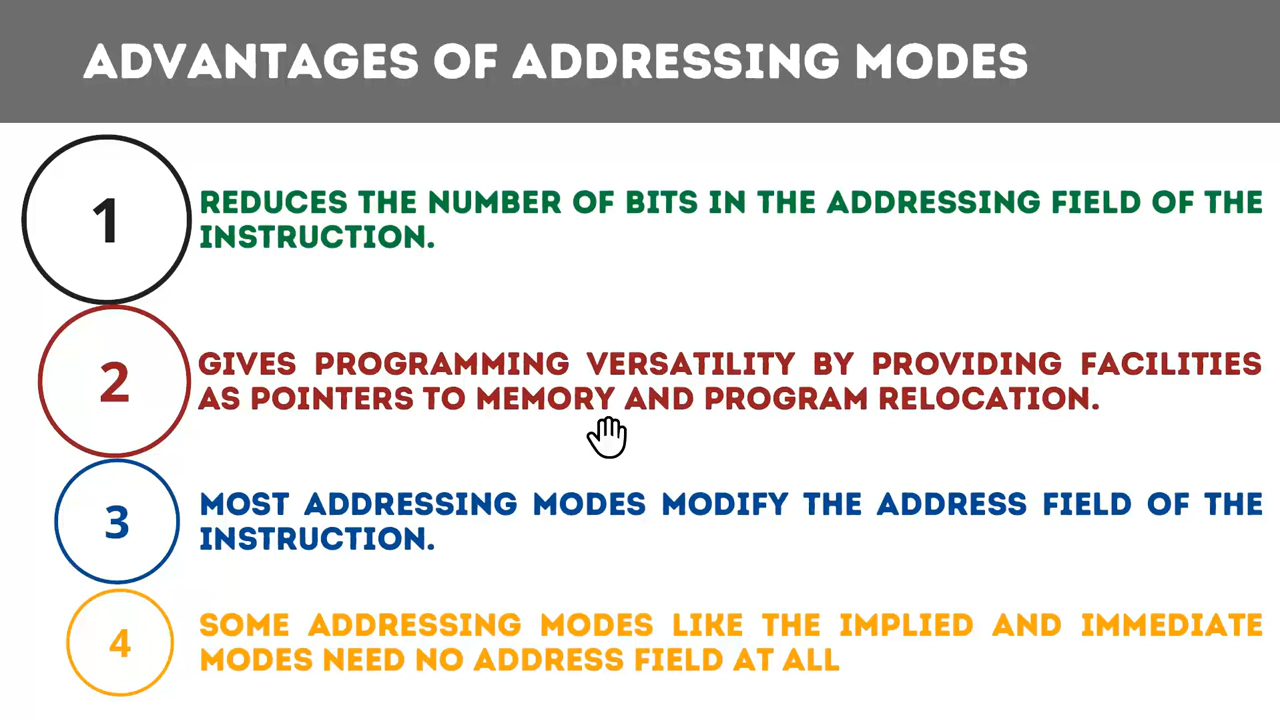 ADVANTAGES OF ADDRESSING MODES
1
REDUCES THE NUMBER OF BITS IN THE ADDRESSING FIELD OF THE
INSTRUCTION.
2
GIVES PROGRAMMING VERSATILITY BY PROVIDING FACILITIES
AS POINTERS TO MEMORY AND PROGRAM RELOCATION.
3
MOST ADDRESSING MODES MODIFY THE ADDRESS FIELD OF THE
INSTRUCTION.
4
SOME ADDRESSING MODES LIKE THE IMPLIED AND IMMEDIATE
MODES NEED NO ADDRESS FIELD AT ALL